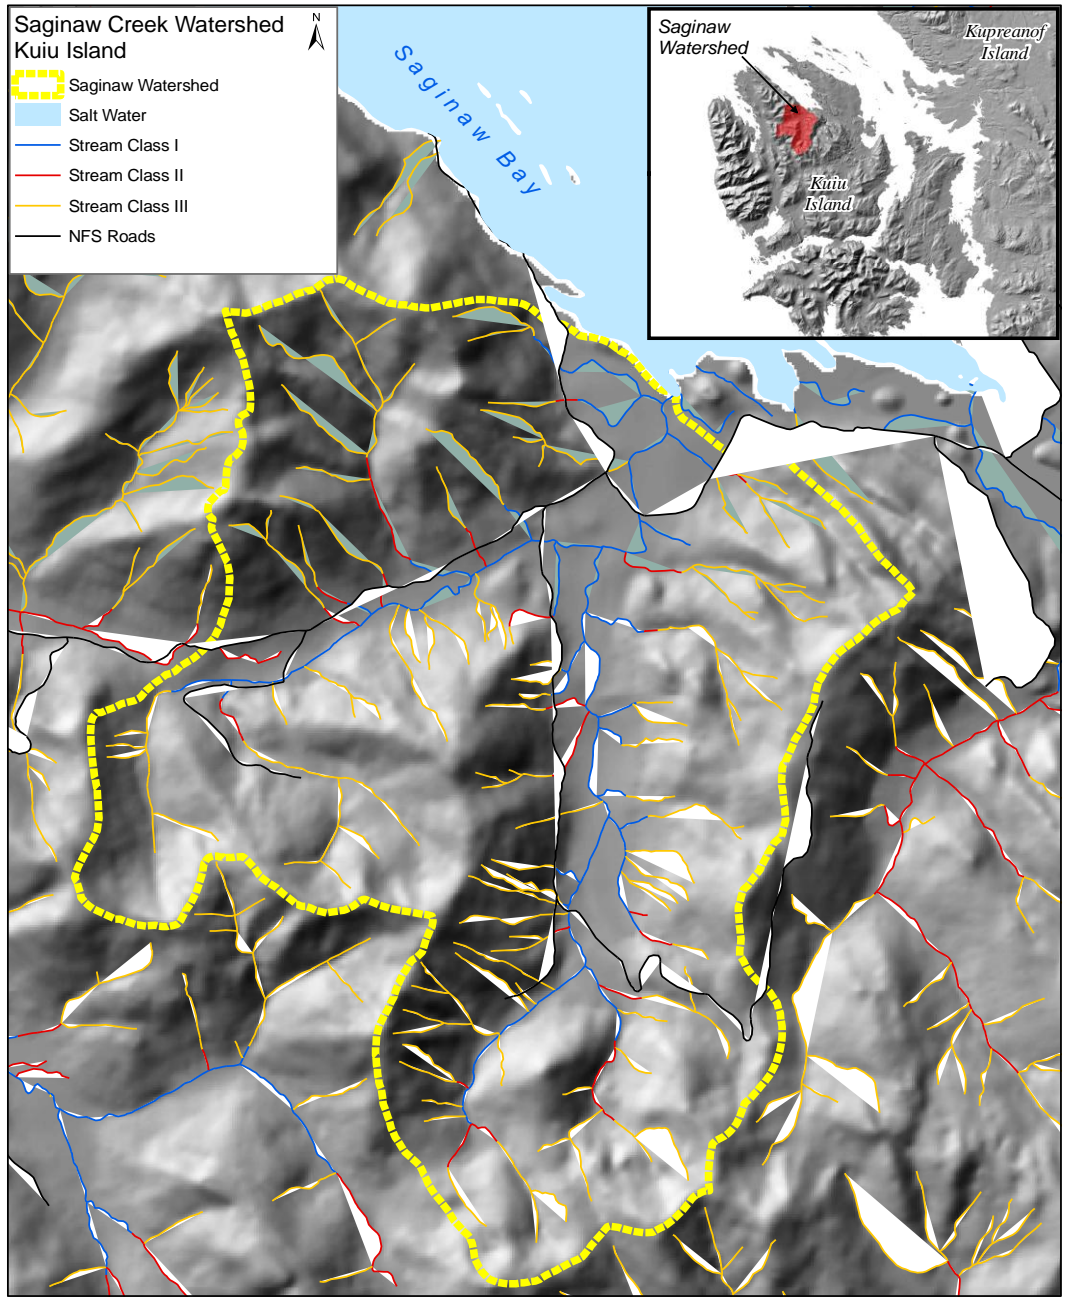 Saginaw Creek Watershed
Kuiu Island
N
Saginaw Watershed
Salt Water
Stream Class I
Stream Class II
Stream Class III
NFS Roads
Saginaw Bay
Saginaw
Watershed
Kupreanof
Island
Kuiu
Island